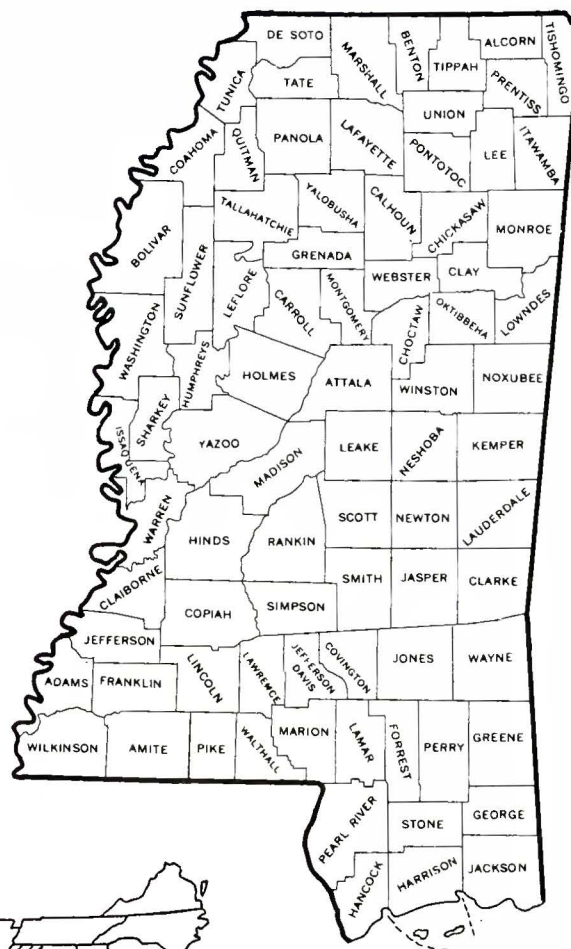 DE SOTO
MARSHALL
BENTON
TIPPAH
ALCORN
TISHOMINGO
TUNICA
TATE
PRENTISS
UNION
COAHOMA
QUITMAN
PANOLA
LAFAYETTE
PONTOTOC
LEE
ITAWAMBA
BOLIVAR
SUNFLOWER
TALLAHATCHIE
YALOBUSHA
CALHOUN
CHICKASAW
MONROE
GRENADA
LEFLORE
CARROLL
MONTGOMERY
WEBSTER
CLAY
WASHINGTON
CHOCTAW
OKTIBBEHA
LOWNDES
HUMPHREYS
HOLMES
ATTALA
WINSTON
NOXUBEE
SHARKEY
ISSAQUENA
YAZOO
MADISON
LEAKE
NESHOBA
KEMPER
WARREN
HINDS
RANKIN
SCOTT
NEWTON
LAUDERDALE
CLAIBORNE
COPIAH
SIMPSON
SMITH
JASPER
CLARKE
JEFFERSON
LINCOLN
LAWRENCE
JEFFERSON
DAVIS
COVINGTON
JONES
WAYNE
ADAMS
FRANKLIN
WILKINSON
AMITE
PIKE
WALTHALL
MARION
LAMAR
FORREST
PERRY
GREENE
PEARL RIVER
STONE
GEORGE
HANCOCK
HARRISON
JACKSON